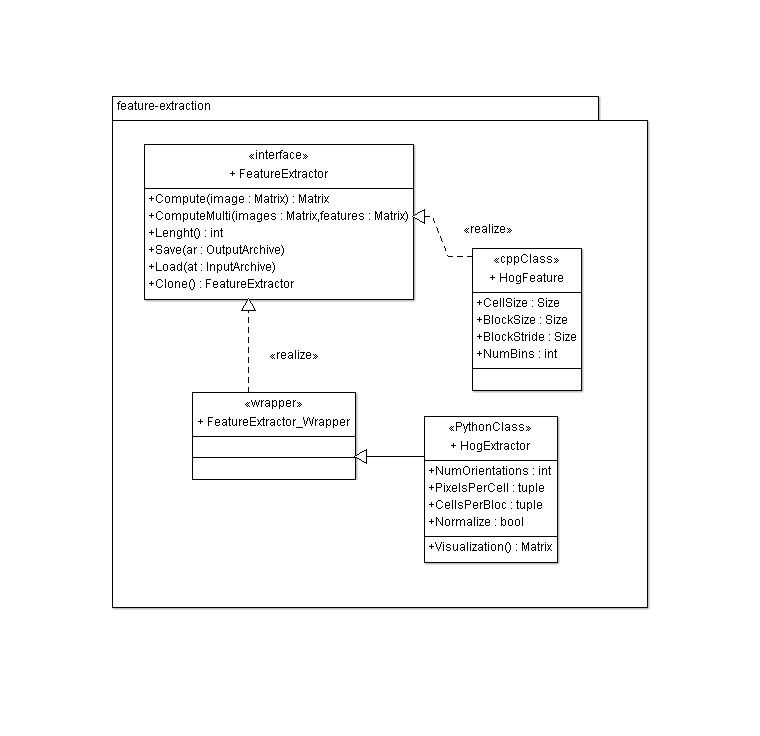 feature-extraction
«interface»
+ FeatureExtractor
+Compute(image : Matrix) : Matrix
+ComputeMulti(images : Matrix,features : Matrix)
+Lenght() : int
+Save(ar : OutputArchive)
+Load(at : InputArchive)
+Clone() : FeatureExtractor
«realize»
«cppClass»
+ HogFeature
+CellSize : Size
+BlockSize : Size
+BlockStride : Size
+NumBins : int
«realize»
«wrapper»
+ FeatureExtractor_Wrapper
«PythonClass»
+ HogExtractor
+NumOrientations : int
+PixelsPerCell : tuple
+CellsPerBloc : tuple
+Normalize : bool
+Visualization() : Matrix